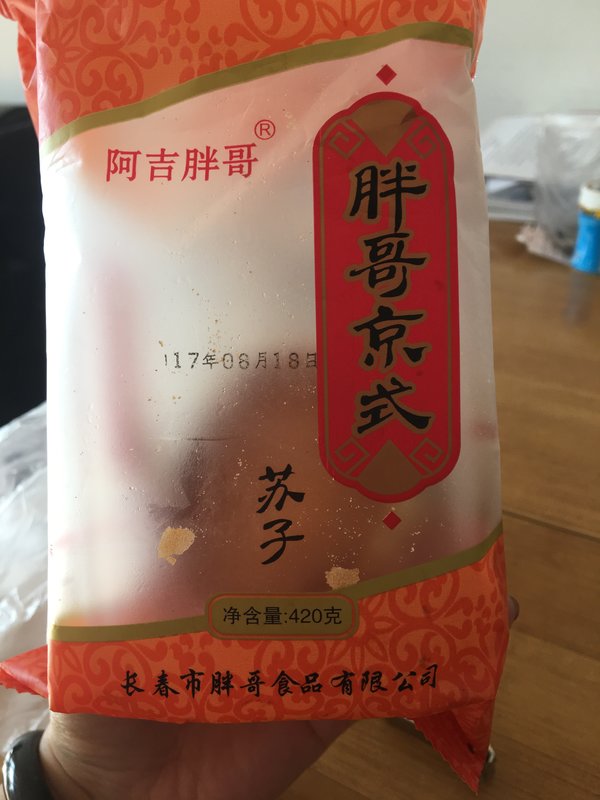 阿吉胖哥®
胖哥京式
17年08月18日
苏子
净含量:420克
长春市胖哥食品有限公司